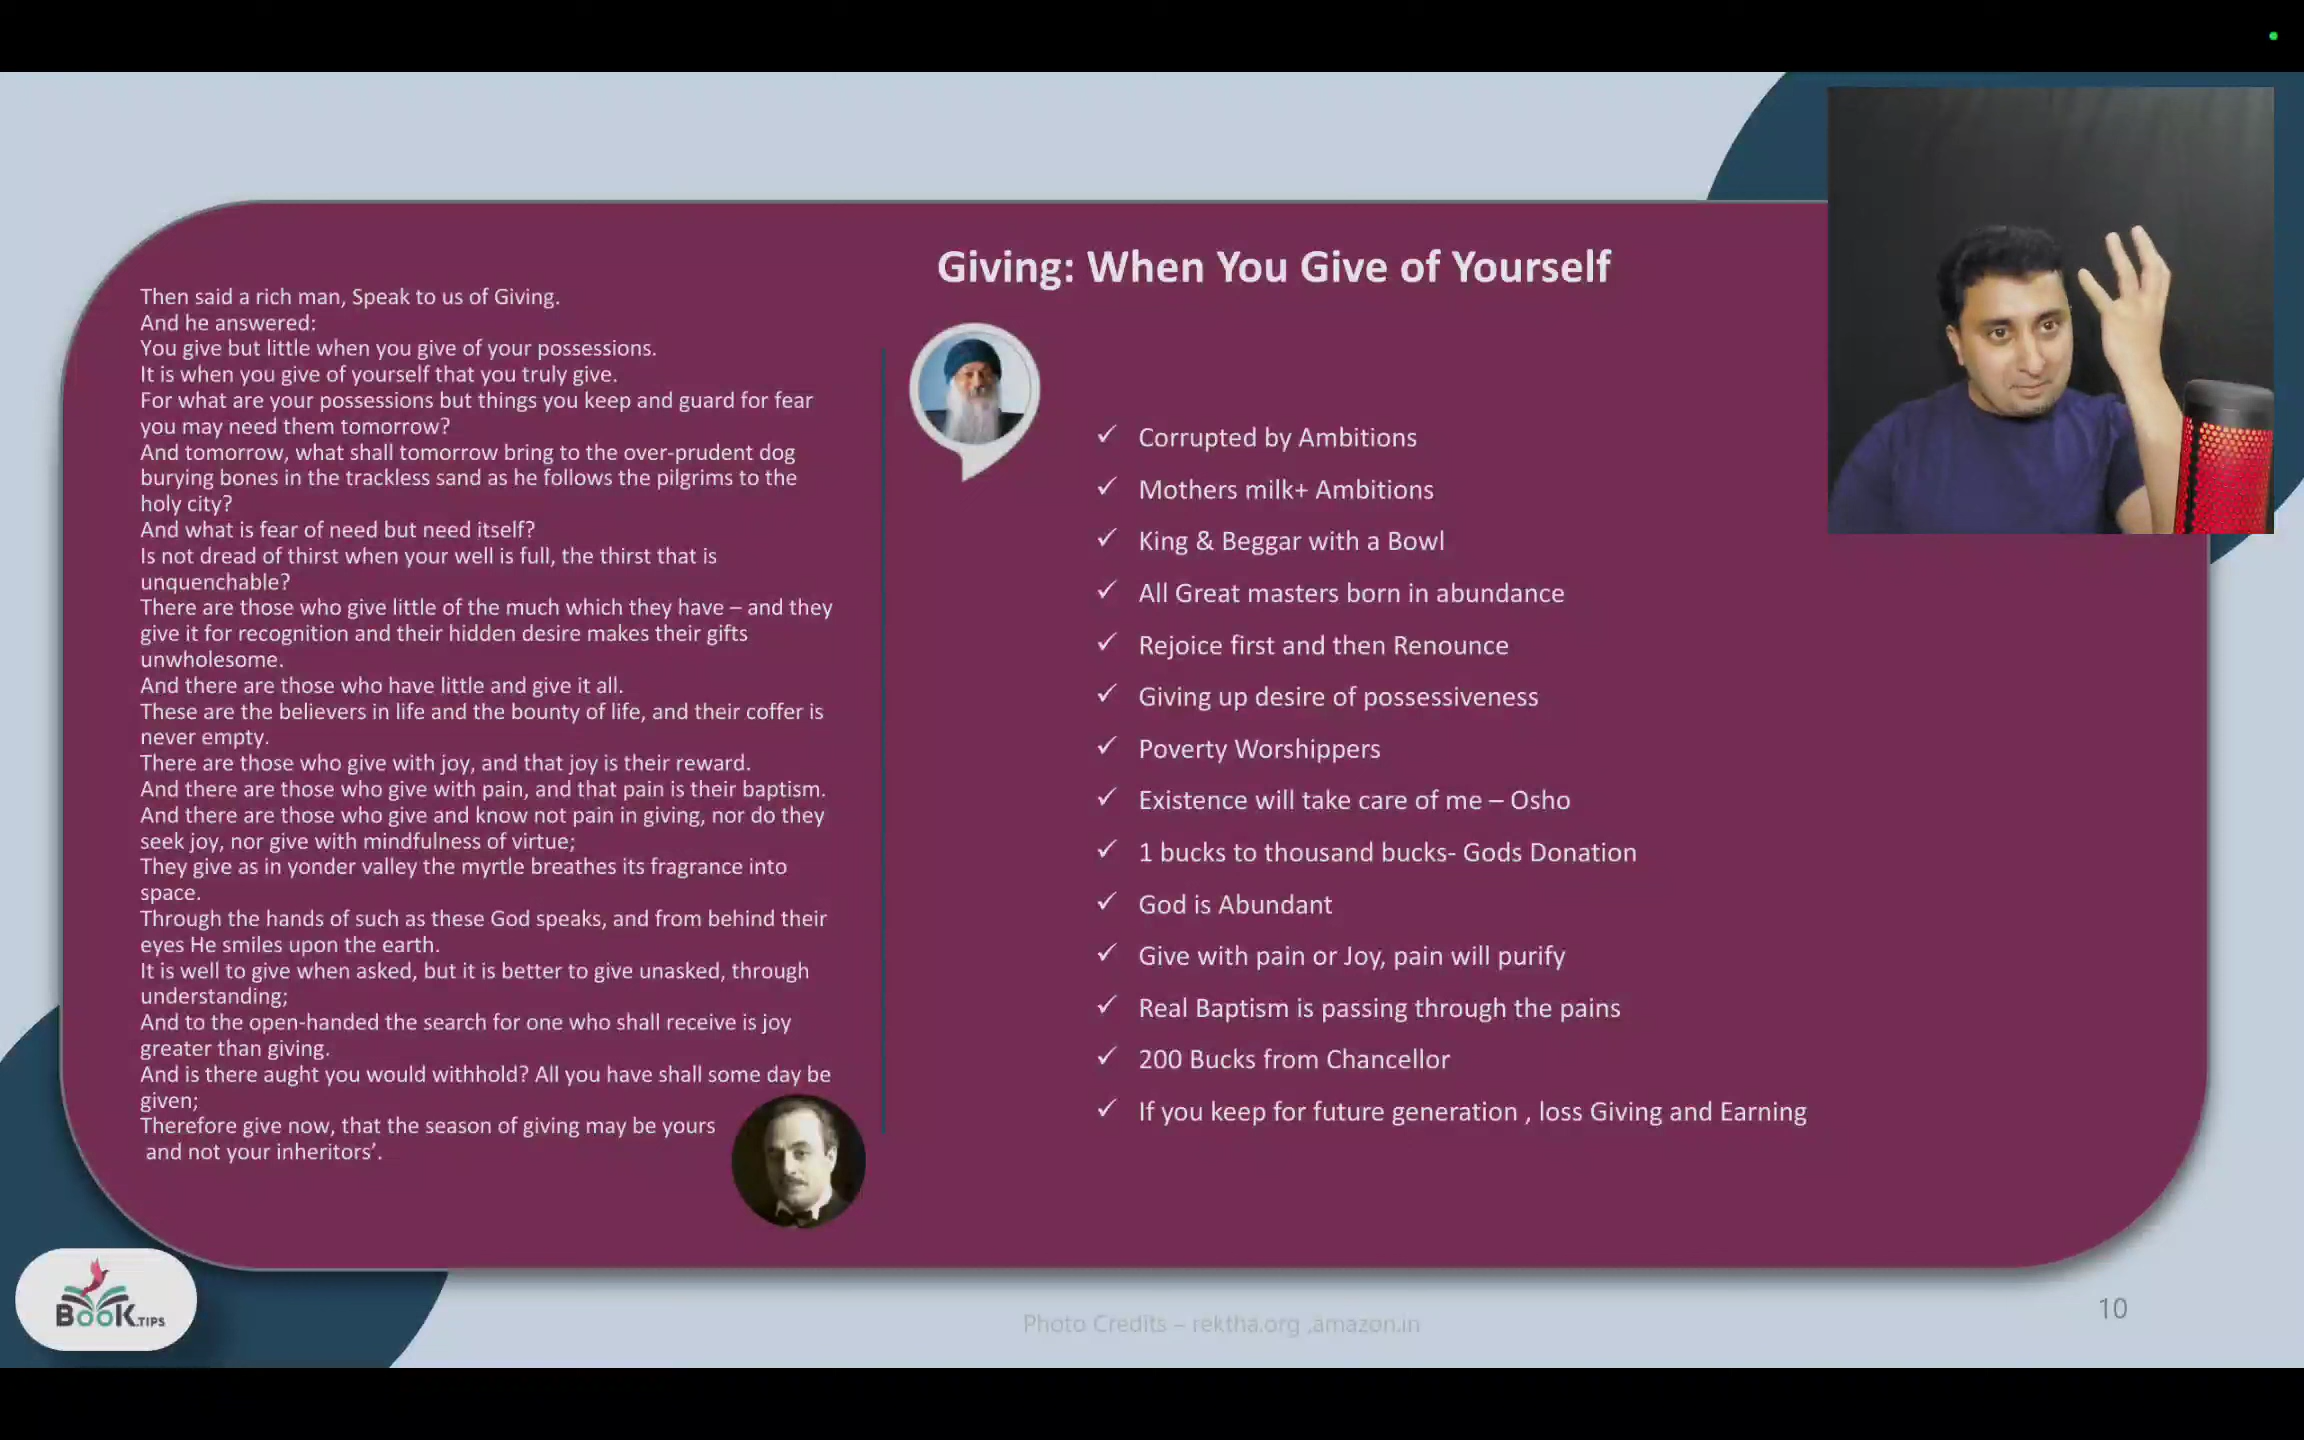 Giving: When You Give of Yourself
Then said a rich man, Speak to us of Giving.
And he answered:
You give but little when you give of your possessions.
It is when you give of yourself that you truly give.
For what are your possessions but things you keep and guard for fear
you may need them tomorrow?
And tomorrow, what shall tomorrow bring to the over-prudent dog
burying bones in the trackless sand as he follows the pilgrims to the
holy city?
And what is fear of need but need itself?
Is not dread of thirst when your well is full, the thirst that is
unquenchable?
There are those who give little of the much which they have – and they
give it for recognition and their hidden desire makes their gifts
unwholesome.
And there are those who have little and give it all.
These are the believers in life and the bounty of life, and their coffer is
never empty.
There are those who give with joy, and that joy is their reward.
And there are those who give with pain, and that pain is their baptism.
And there are those who give and know not pain in giving, nor do they
seek joy, nor give with mindfulness of virtue;
They give as in yonder valley the myrtle breathes its fragrance into
space.
Through the hands of such as these God speaks, and from behind their
eyes He smiles upon the earth.
It is well to give when asked, but it is better to give unasked, through
understanding;
And to the open-handed the search for one who shall receive is joy
greater than giving.
And is there aught you would withhold? All you have shall some day be
given;
Therefore give now, that the season of giving may be yours
and not your inheritors’.
✓ Corrupted by Ambitions
✓ Mothers milk+ Ambitions
✓ King & Beggar with a Bowl
✓ All Great masters born in abundance
✓ Rejoice first and then Renounce
✓ Giving up desire of possessiveness
✓ Poverty Worshippers
✓ Existence will take care of me – Osho
✓ 1 bucks to thousand bucks- Gods Donation
✓ God is Abundant
✓ Give with pain or Joy, pain will purify
✓ Real Baptism is passing through the pains
✓ 200 Bucks from Chancellor
✓ If you keep for future generation , loss Giving and Earning
BOOK.TIPS
Photo Credits – rektha.org ,amazon.in
10